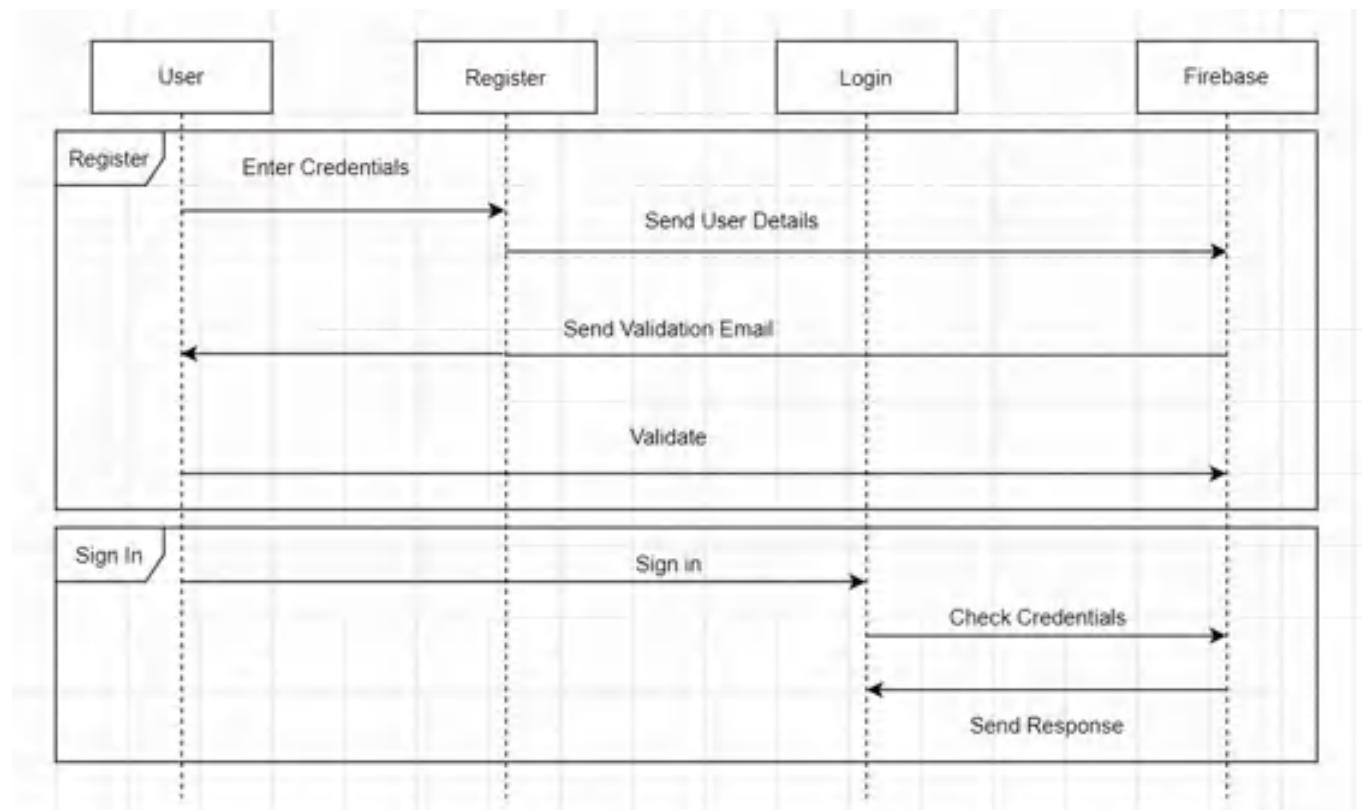 User
Register
Login
Firebase
Register
Enter Credentials
Send User Details
Send Validation Email
Validate
Sign In
Sign in
Check Credentials
Send Response